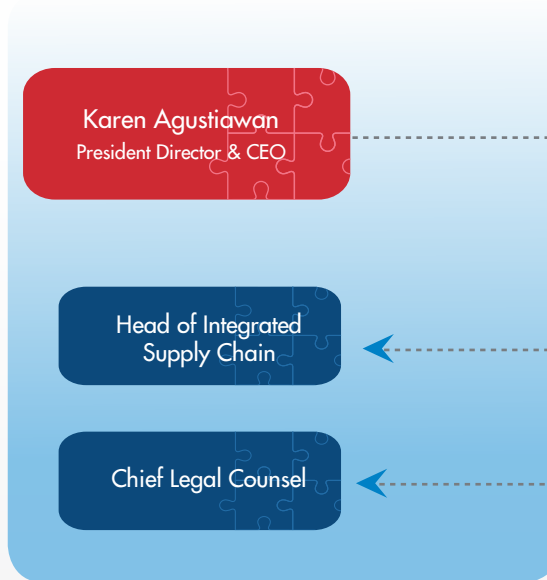 Karen Agustiawan
President Director & CEO
Head of Integrated
Supply Chain
Chief Legal Counsel